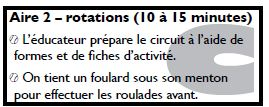 Aire 2 – rotations (10 à 15 minutes)
L'éducateur prépare le circuit à l'aide de
formes et de fiches d'activité.
On tient un foulard sous son menton
pour effectuer les roulades avant.